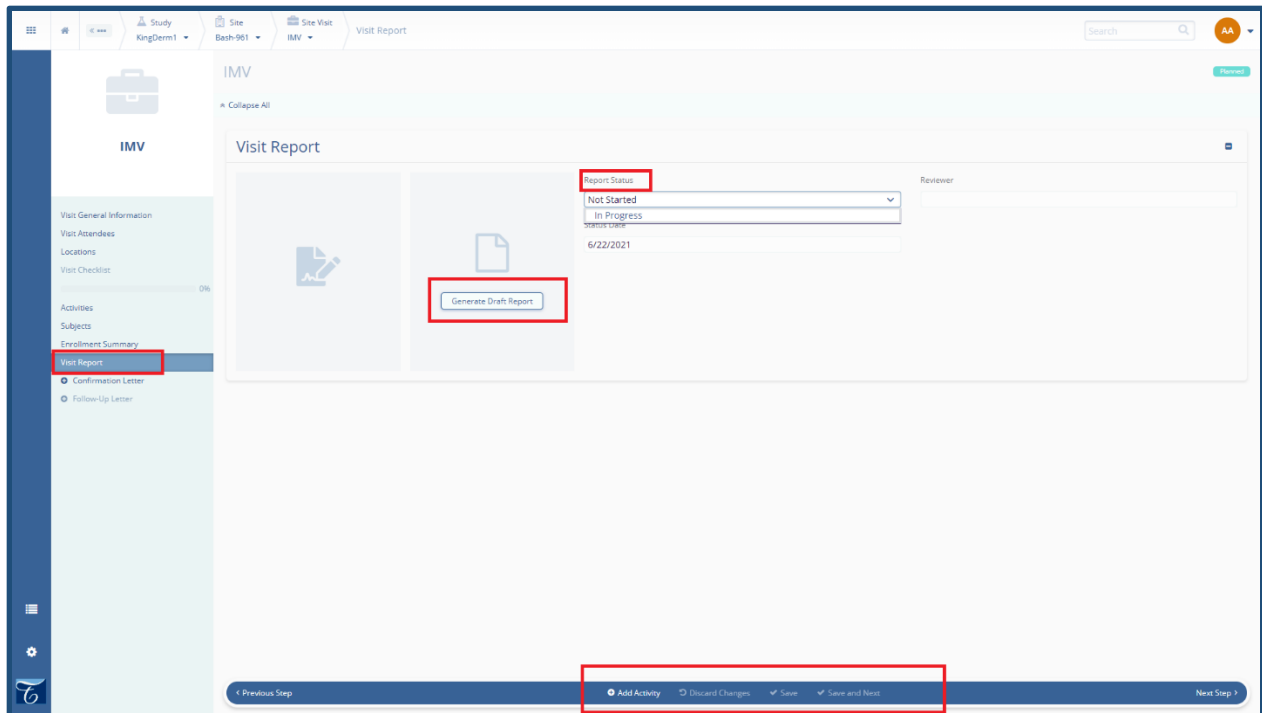 Study
KingDerm1
Site
Bash-961
Site Visit
IMV
Visit Report
Search
AA
IMV
Planned
Collapse All
IMV
Visit Report
Visit General Information
Visit Attendees
Locations
Visit Checklist
0%
Activities
Subjects
Enrollment Summary
Visit Report
Confirmation Letter
Follow-Up Letter
Generate Draft Report
Report Status
Not Started
In Progress
Status Date
6/22/2021
Reviewer
Previous Step
Add Activity
Discard Changes
Save
Save and Next
Next Step